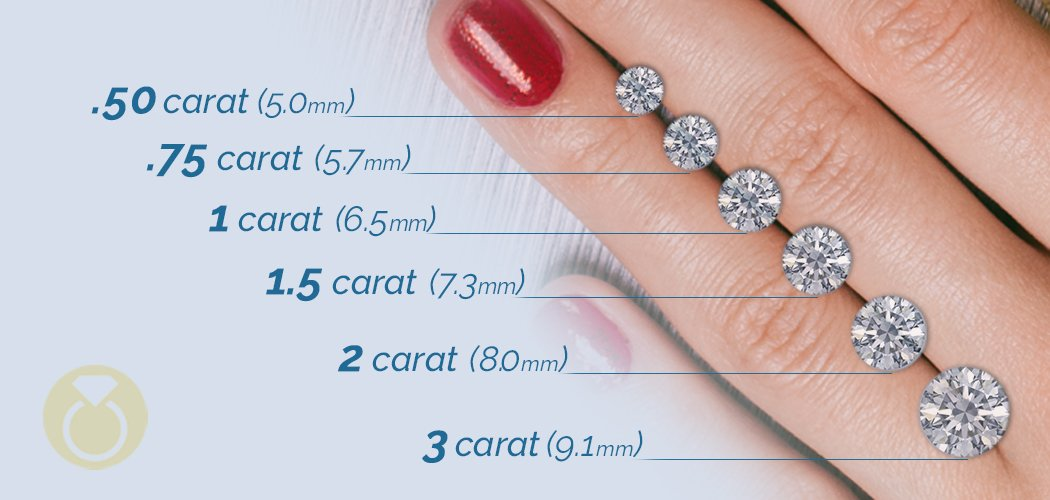 .50 carat (5.0mm)
.75 carat (5.7mm)
1 carat (6.5mm)
1.5 carat (7.3mm)
2 carat (8.0mm)
3 carat (9.1mm)